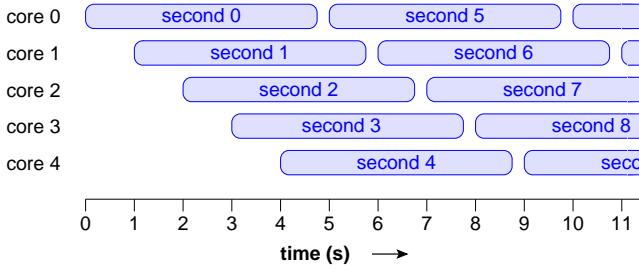 core 0 second 0 second 5
core 1 second 1 second 6
core 2 second 2 second 7
core 3 second 3 second 8
core 4 second 4
0 1 2 3 4 5 6 7 8 9 10 11
time (s)